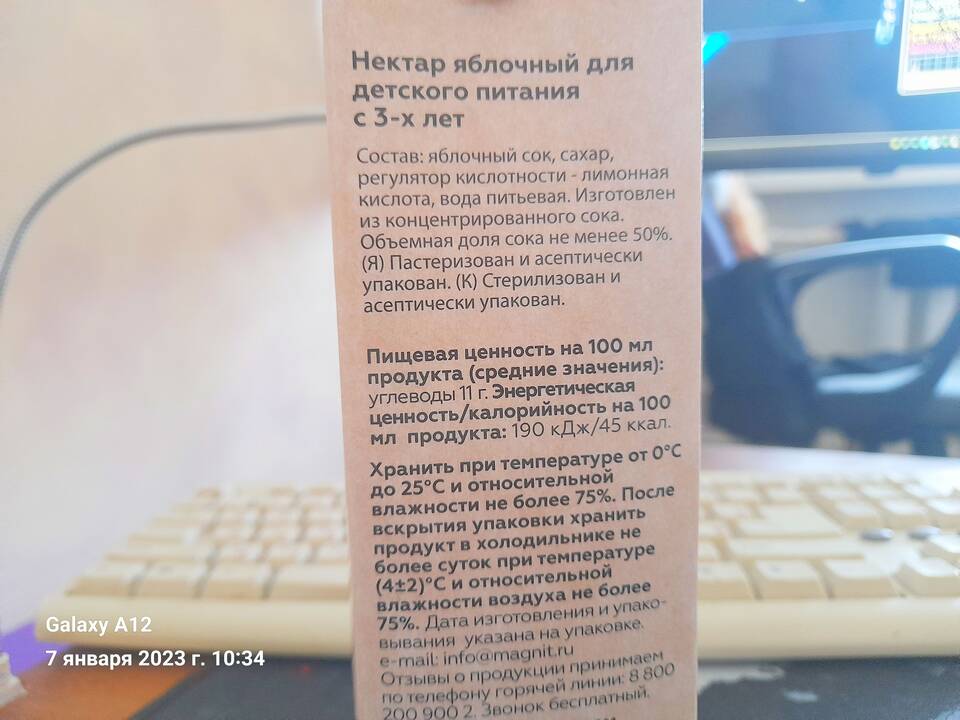 Нектар яблочный для
детского питания
с 3-х лет
Состав: яблочный сок, сахар,
регулятор кислотности - лимонная
кислота, вода питьевая. Изготовлен
из концентрированного сока.
Объемная доля сока не менее 50%.
(Я) Пастеризован и асептически
упакован. (К) Стерилизован и
асептически упакован.
Пищевая ценность на 100 мл
продукта (средние значения):
углеводы 11 г. Энергетическая
ценность/калорийность на 100
мл продукта: 190 кДж/45 ккал.
Хранить при температуре от 0°С
до 25°С и относительной
влажности не более 75%. После
вскрытия упаковки хранить
продукт в холодильнике не
более суток при температуре
(4±2)°С и относительной
влажности воздуха не более
75%. Дата изготовления и упако-
вывания указана на упаковке.
e-mail: info@magnit.ru
Отзывы о продукции принимаем
по телефону горячей линии: 8 800
200 900 2. Звонок бесплатный.
Galaxy A12
7 января 2023 г. 10:34